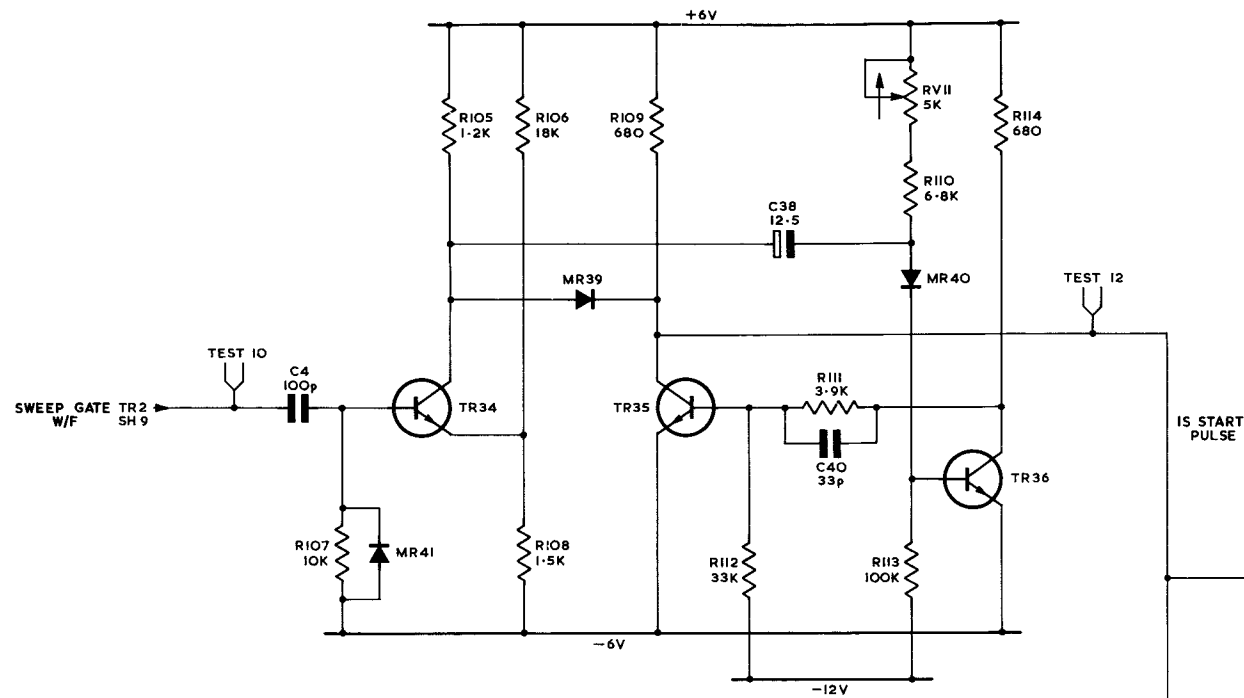 +6V
R105
1·2K
R106
18K
R109
680
RV11
5K
R114
680
R110
6·8K
C38
12·5
MR39
MR40
TEST 12
TEST 10
C4
100p
SWEEP GATE TR2
W/F SH 9
TR34
TR35
R111
3·9K
C40
33p
TR36
1S START
PULSE
R107
10K
MR41
R108
1·5K
R112
33K
R113
100K
−6V
−12V